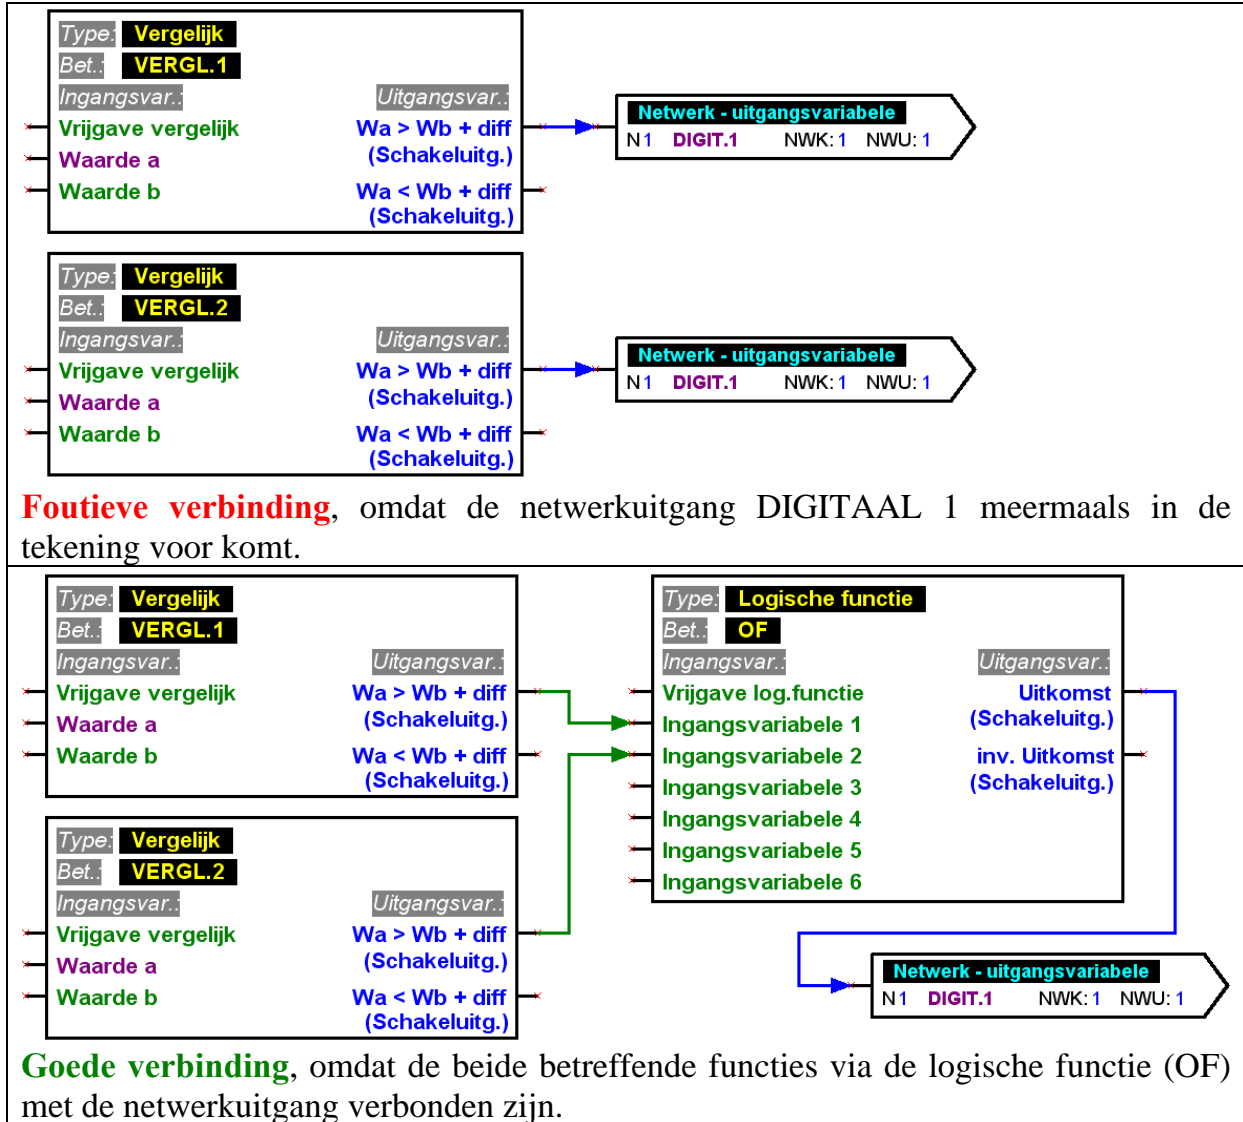 Type: Vergelijk
Bet.: VERGL.1
Ingangsvar.: Uitgangsvar.:
Vrijgave vergelijk Wa > Wb + diff
Waarde a (Schakeluitg.)
Waarde b Wa < Wb + diff
(Schakeluitg.)
Netwerk - uitgangsvariabele
N1 DIGIT.1 NWK: 1 NWU: 1
Type: Vergelijk
Bet.: VERGL.2
Ingangsvar.: Uitgangsvar.:
Vrijgave vergelijk Wa > Wb + diff
Waarde a (Schakeluitg.)
Waarde b Wa < Wb + diff
(Schakeluitg.)
Netwerk - uitgangsvariabele
N1 DIGIT.1 NWK: 1 NWU: 1
Foutieve verbinding, omdat de netwerkuitgang DIGITAAL 1 meermaals in de
tekening voor komt.
Type: Vergelijk
Bet.: VERGL.1
Ingangsvar.: Uitgangsvar.:
Vrijgave vergelijk Wa > Wb + diff
Waarde a (Schakeluitg.)
Waarde b Wa < Wb + diff
(Schakeluitg.)
Type: Vergelijk
Bet.: VERGL.2
Ingangsvar.: Uitgangsvar.:
Vrijgave vergelijk Wa > Wb + diff
Waarde a (Schakeluitg.)
Waarde b Wa < Wb + diff
(Schakeluitg.)
Type: Logische functie
Bet.: OF
Ingangsvar.: Uitgangsvar.:
Vrijgave log.functie Uitkomst
Ingangsvariabele 1 (Schakeluitg.)
Ingangsvariabele 2 inv. Uitkomst
Ingangsvariabele 3 (Schakeluitg.)
Ingangsvariabele 4
Ingangsvariabele 5
Ingangsvariabele 6
Netwerk - uitgangsvariabele
N1 DIGIT.1 NWK: 1 NWU: 1
Goede verbinding, omdat de beide betreffende functies via de logische functie (OF)
met de netwerkuitgang verbonden zijn.